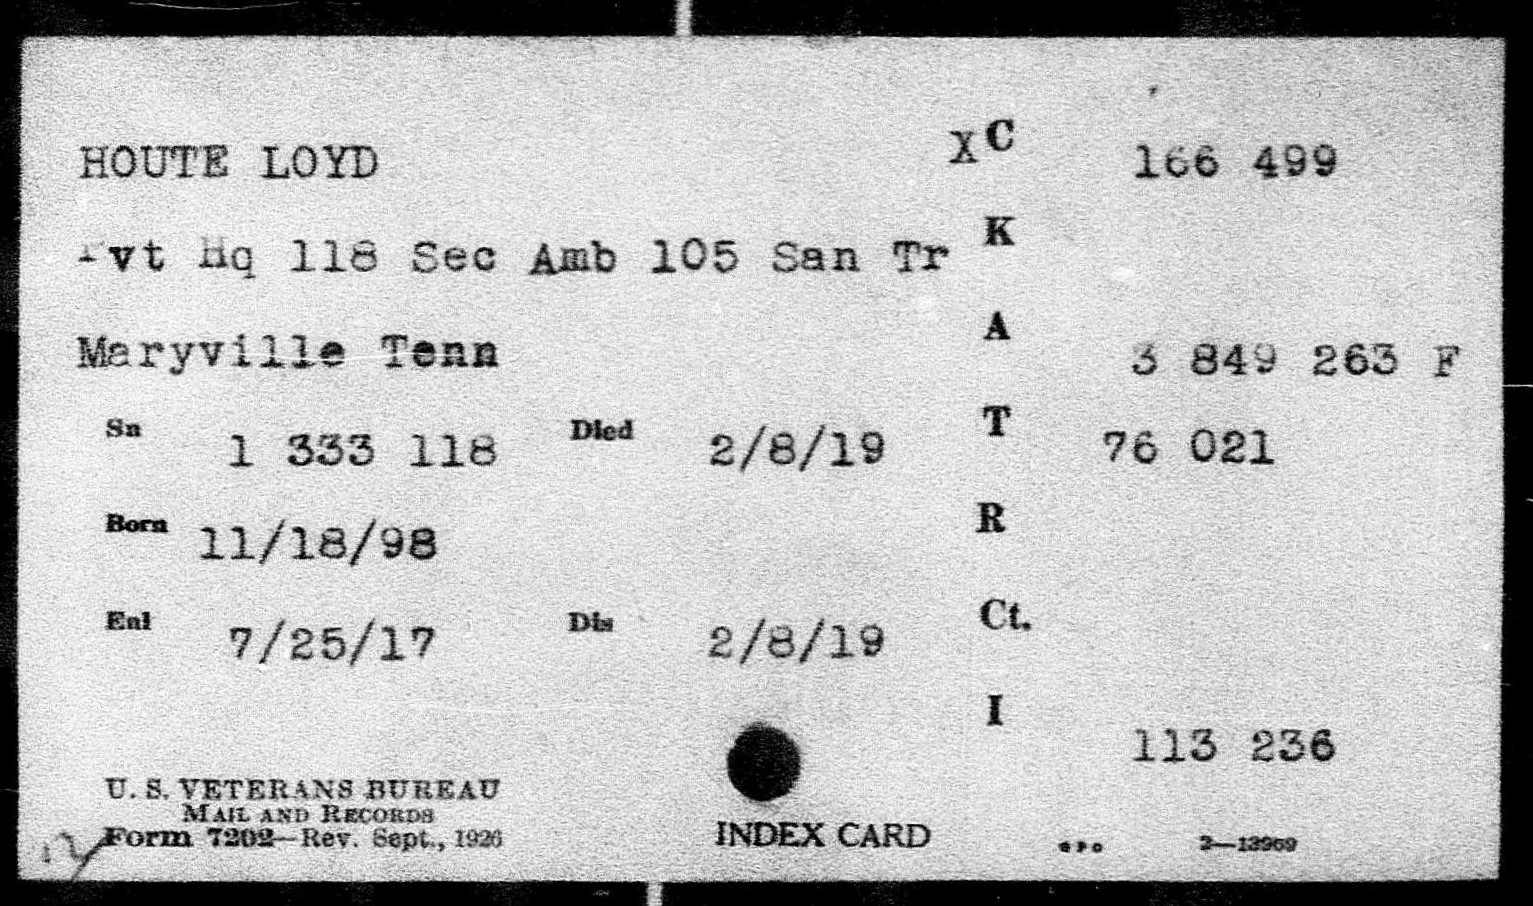 HOUTE LOYD XC 166 499
Pvt Hq 118 Sec Amb 105 San Tr K
Maryville Tenn A 3 849 263 F
Sn 1 333 118 Died 2/8/19 T 76 021
Born 11/18/98 R
Enl 7/25/17 Dis 2/8/19 Ct.
I 113 236
U. S. VETERANS BUREAU
MAIL AND RECORDS
Form 7202—Rev. Sept., 1926 INDEX CARD GPO 2—13969